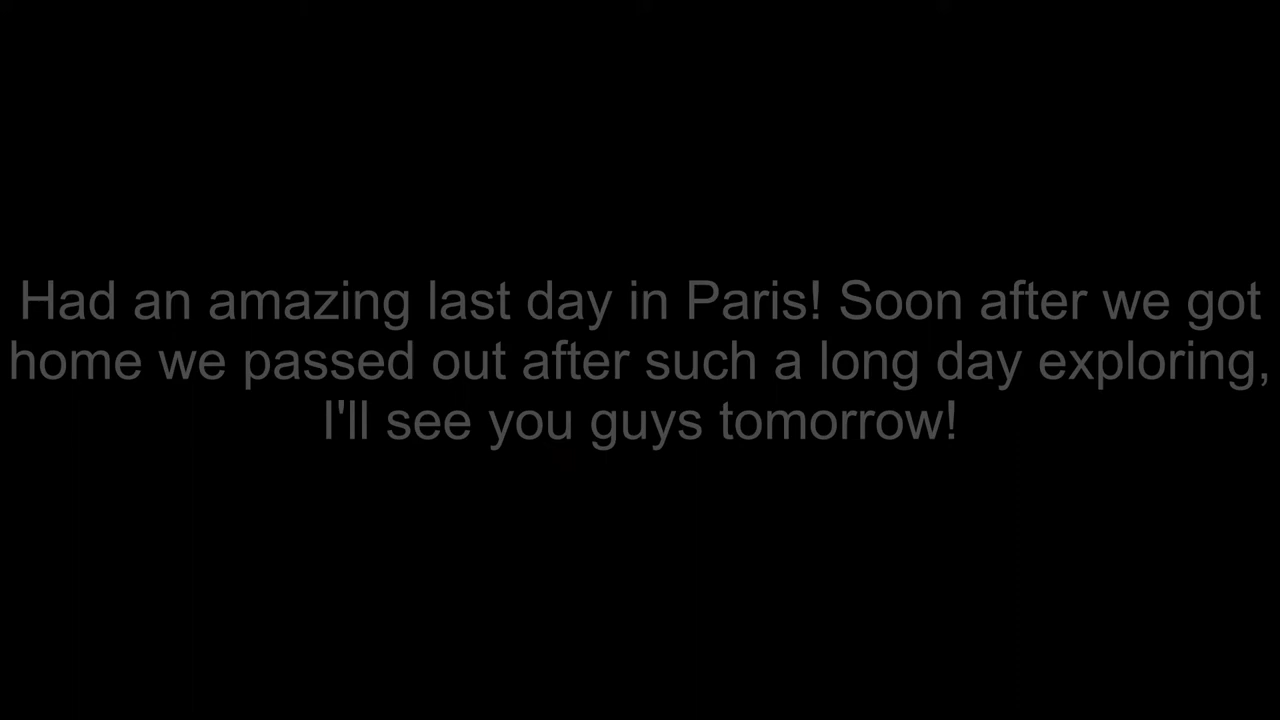 Had an amazing last day in Paris! Soon after we got
home we passed out after such a long day exploring,
I'll see you guys tomorrow!